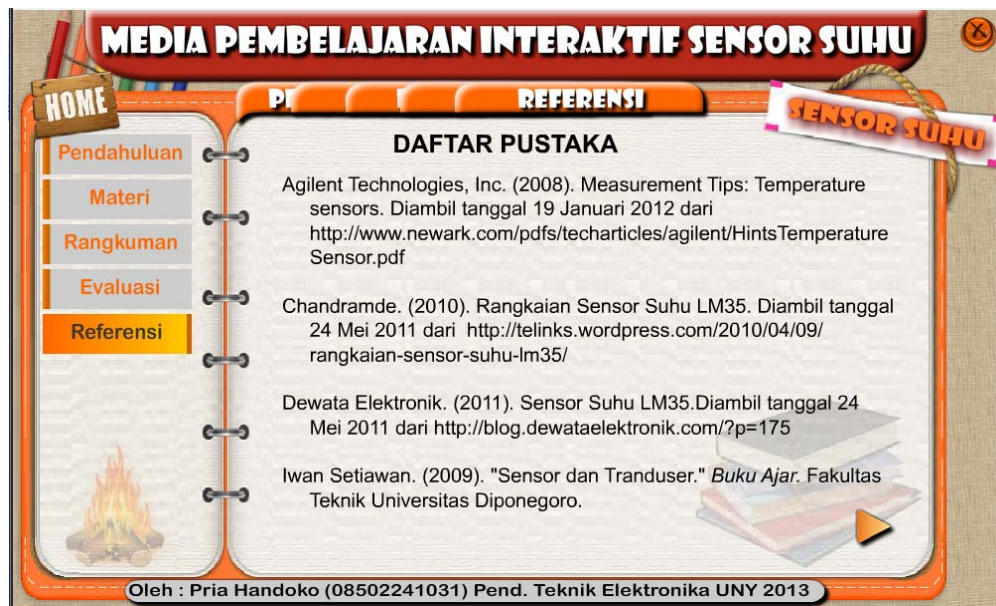 MEDIA PEMBELAJARAN INTERAKTIF SENSOR SUHU
HOME
REFERENSI
SENSOR SUHU
Pendahuluan
Materi
Rangkuman
Evaluasi
Referensi
DAFTAR PUSTAKA
Agilent Technologies, Inc. (2008). Measurement Tips: Temperature
sensors. Diambil tanggal 19 Januari 2012 dari
http://www.newark.com/pdfs/techarticles/agilent/HintsTemperature
Sensor.pdf
Chandramde. (2010). Rangkaian Sensor Suhu LM35. Diambil tanggal
24 Mei 2011 dari http://telinks.wordpress.com/2010/04/09/
rangkaian-sensor-suhu-lm35/
Dewata Elektronik. (2011). Sensor Suhu LM35.Diambil tanggal 24
Mei 2011 dari http://blog.dewataelektronik.com/?p=175
Iwan Setiawan. (2009). "Sensor dan Tranduser." Buku Ajar. Fakultas
Teknik Universitas Diponegoro.
Oleh : Pria Handoko (08502241031) Pend. Teknik Elektronika UNY 2013